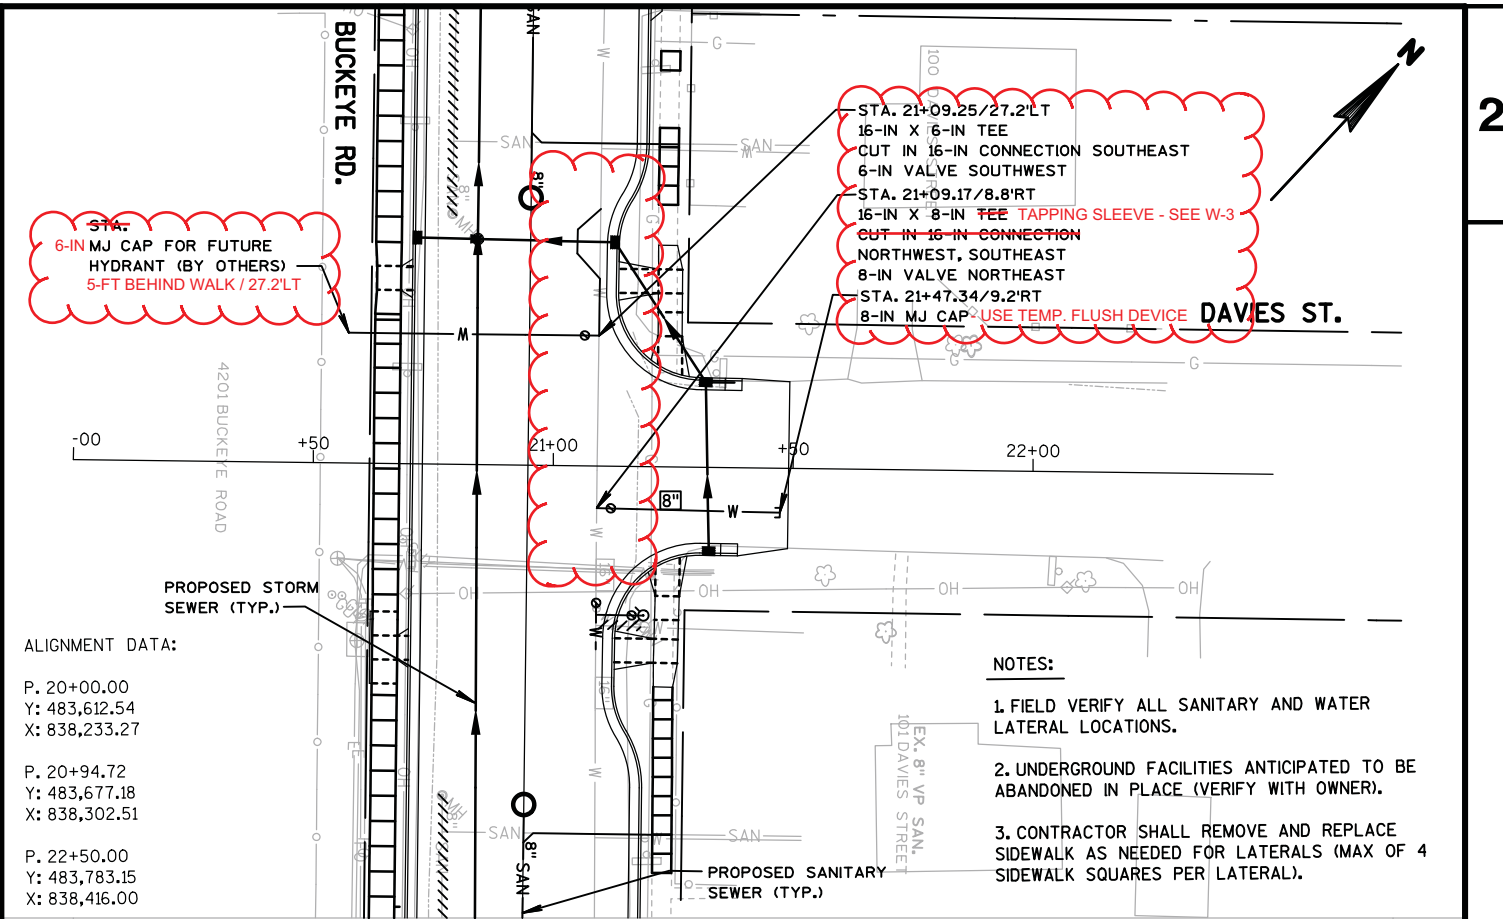 BUCKEYE RD.
SAN
N
2
G
W
OH
100 DAVIES STREET
SAN
SAN
W
8"
8"
MH
STA. 21+09.25/27.2'LT
16-IN X 6-IN TEE
CUT IN 16-IN CONNECTION SOUTHEAST
6-IN VALVE SOUTHWEST
STA. 21+09.17/8.8'RT
16-IN X 8-IN TEE TAPPING SLEEVE - SEE W-3
CUT IN 16-IN CONNECTION
NORTHWEST, SOUTHEAST
8-IN VALVE NORTHEAST
STA. 21+47.34/9.2'RT
8-IN MJ CAP - USE TEMP. FLUSH DEVICE
DAVIES ST.
STA.
6-IN MJ CAP FOR FUTURE
HYDRANT (BY OTHERS)
5-FT BEHIND WALK / 27.2'LT
G
W
W
G
G
4201 BUCKEYE ROAD
-00
+50
21+00
+50
22+00
8"
W
W
OH
OH
OH
OH
PROPOSED STORM
SEWER (TYP.)
W
16"
G
W
ALIGNMENT DATA:
P. 20+00.00
Y: 483,612.54
X: 838,233.27
P. 20+94.72
Y: 483,677.18
X: 838,302.51
P. 22+50.00
Y: 483,783.15
X: 838,416.00
OH
MH
8"
SAN
SAN
8" SAN
EX. 8" VP SAN.
101 DAVIES STREET
PROPOSED SANITARY
SEWER (TYP.)
NOTES:
1. FIELD VERIFY ALL SANITARY AND WATER
LATERAL LOCATIONS.
2. UNDERGROUND FACILITIES ANTICIPATED TO BE
ABANDONED IN PLACE (VERIFY WITH OWNER).
3. CONTRACTOR SHALL REMOVE AND REPLACE
SIDEWALK AS NEEDED FOR LATERALS (MAX OF 4
SIDEWALK SQUARES PER LATERAL).